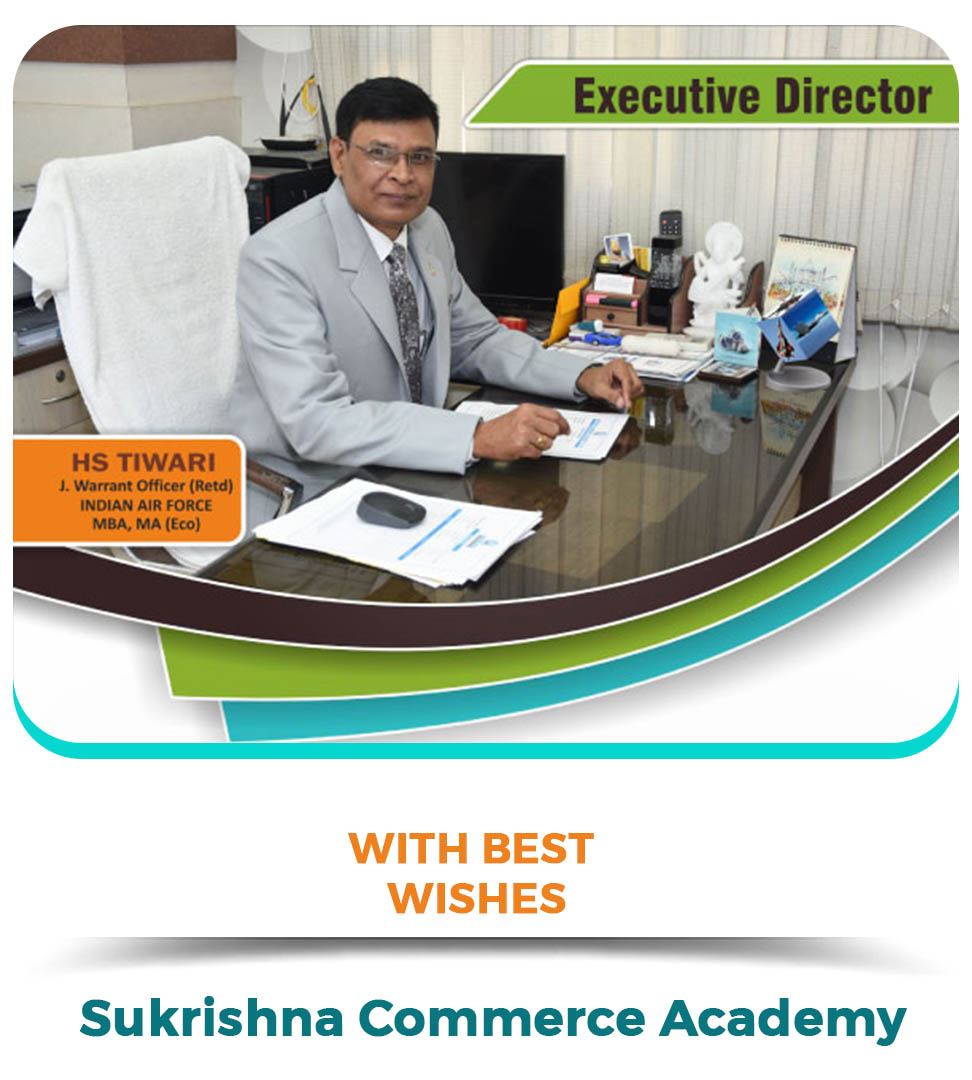 Executive Director
HS TIWARI
J. Warrant Officer (Retd)
INDIAN AIR FORCE
MBA, MA (Eco)
WITH BEST
WISHES
Sukrishna Commerce Academy